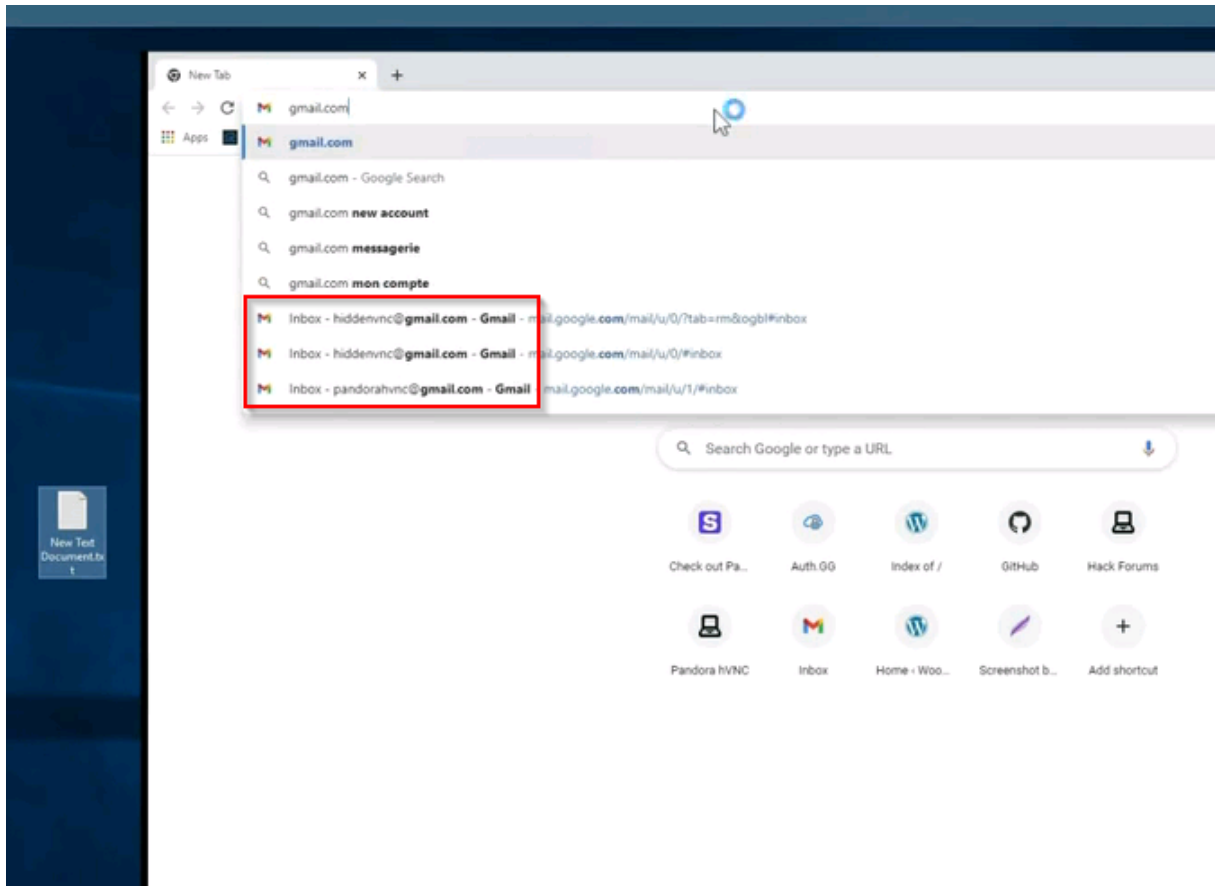 New Tab
gmail.com
Apps
gmail.com
gmail.com - Google Search
gmail.com new account
gmail.com messagerie
gmail.com mon compte
Inbox - hiddenvnc@gmail.com - Gmail - mail.google.com/mail/u/0/?tab=rm&ogbl#inbox
Inbox - hiddenvnc@gmail.com - Gmail - mail.google.com/mail/u/0/#inbox
Inbox - pandorahvnc@gmail.com - Gmail - mail.google.com/mail/u/1/#inbox
Search Google or type a URL
New Text
Document.tx
t
Check out Pa... Auth.GG Index of / GitHub Hack Forums
Pandora hVNC Inbox Home ‹ Woo... Screenshot b... Add shortcut